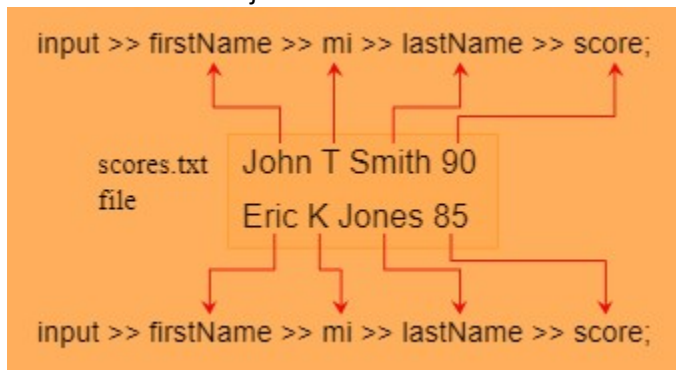 input >> firstName >> mi >> lastName >> score;
John T Smith 90
scores.txt
file
Eric K Jones 85
input >> firstName >> mi >> lastName >> score;